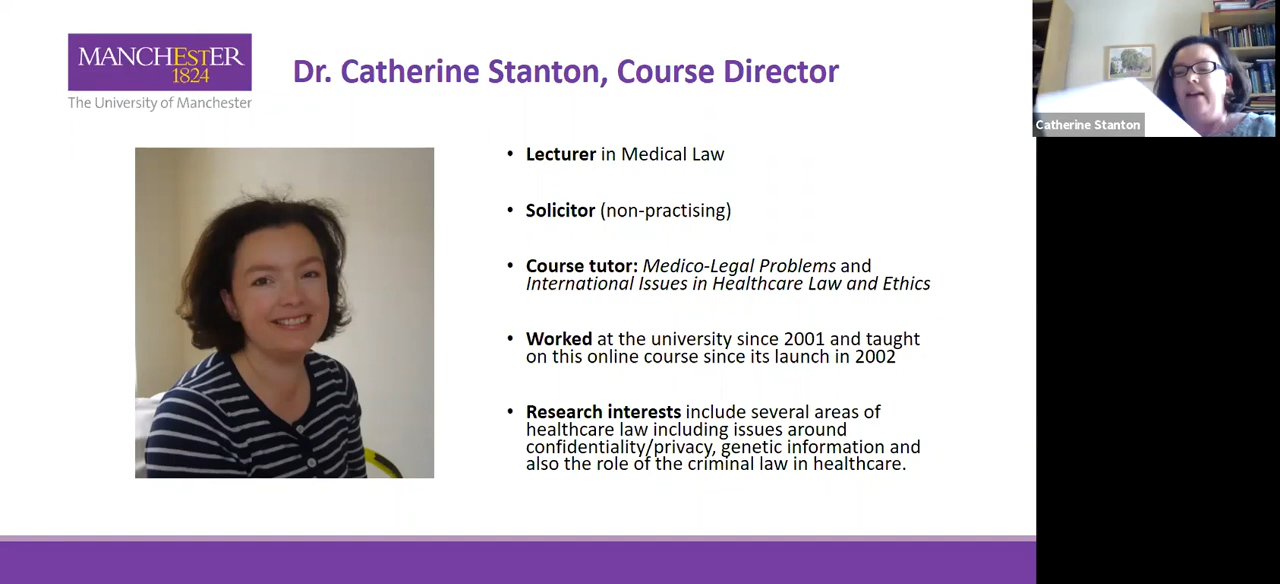 MANCHESTER
1824
The University of Manchester
Dr. Catherine Stanton, Course Director
• Lecturer in Medical Law
• Solicitor (non-practising)
• Course tutor: Medico-Legal Problems and
International Issues in Healthcare Law and Ethics
• Worked at the university since 2001 and taught
on this online course since its launch in 2002
• Research interests include several areas of
healthcare law including issues around
confidentiality/privacy, genetic information and
also the role of the criminal law in healthcare.
Catherine Stanton